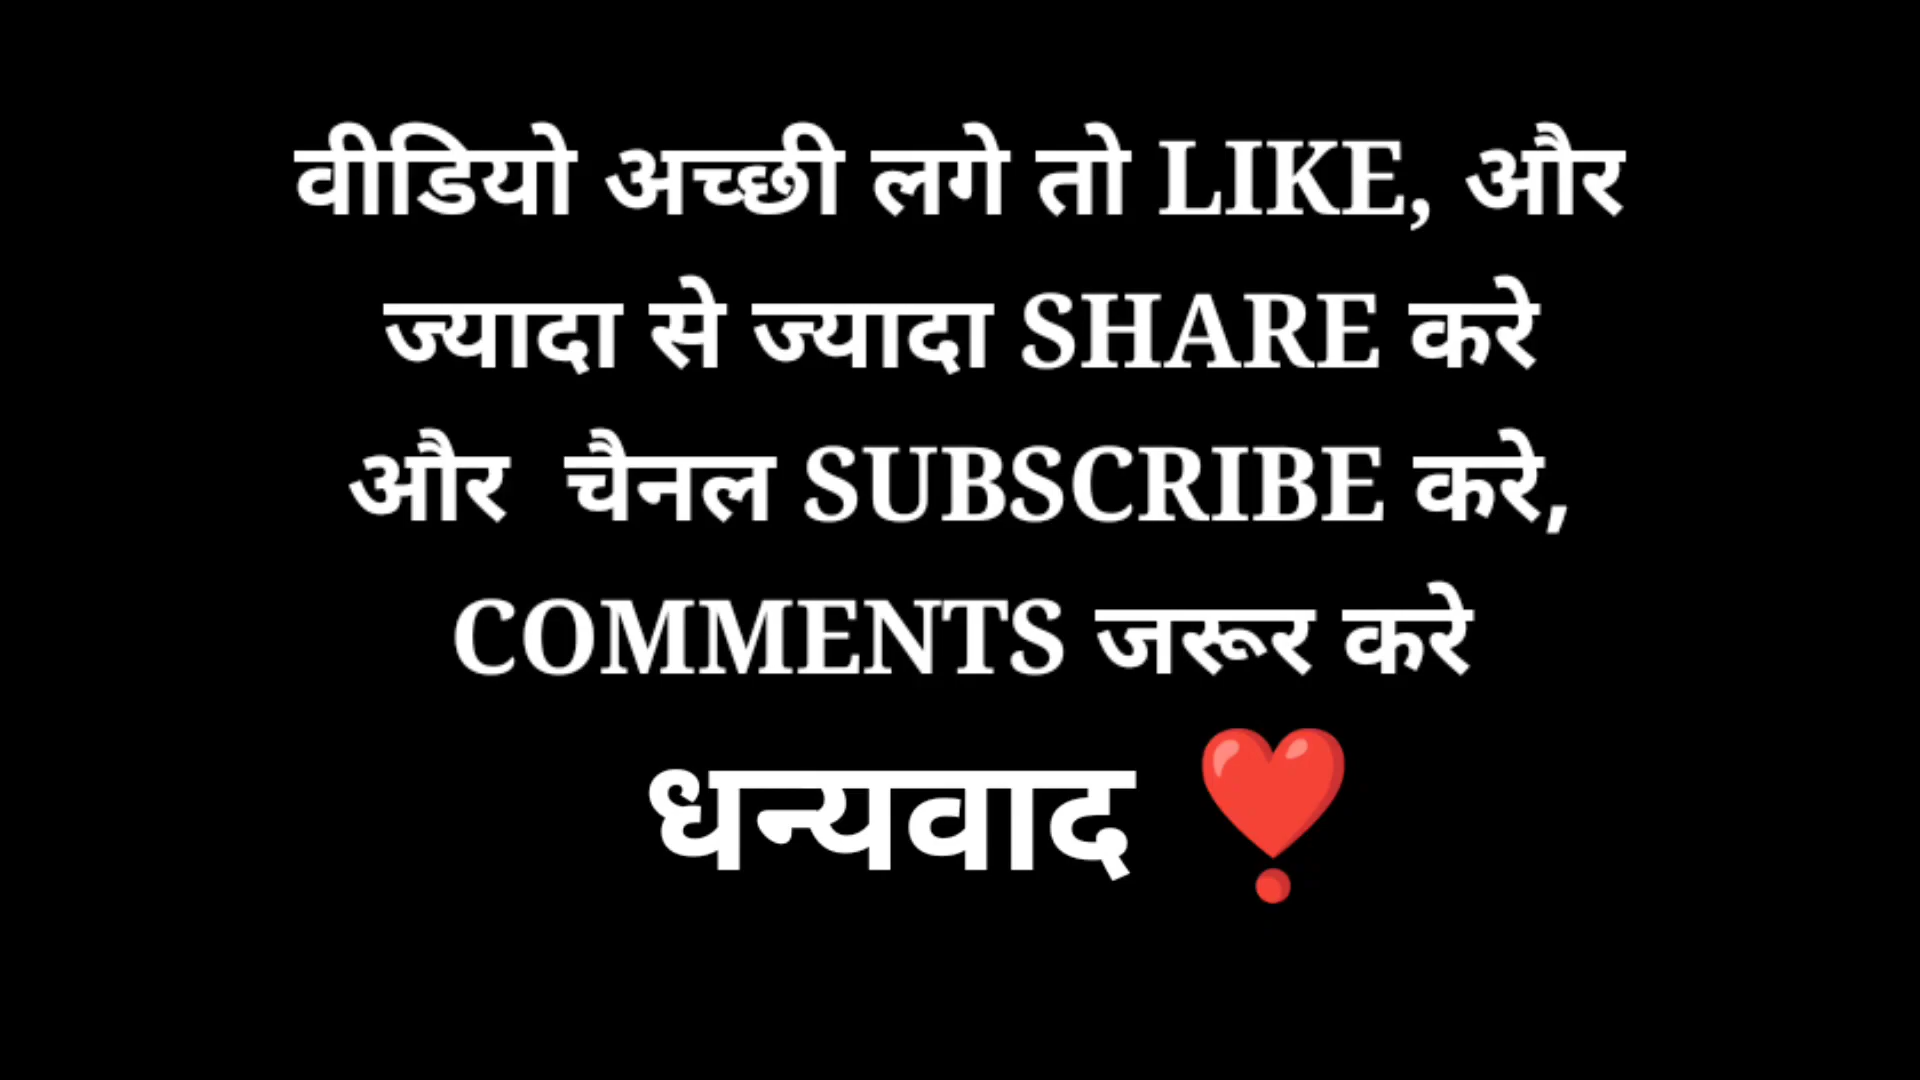 वीडियो अच्छी लगे तो LIKE, और
ज्यादा से ज्यादा SHARE करे
और  चैनल SUBSCRIBE करे,
COMMENTS जरूर करे
धन्यवाद ❣️